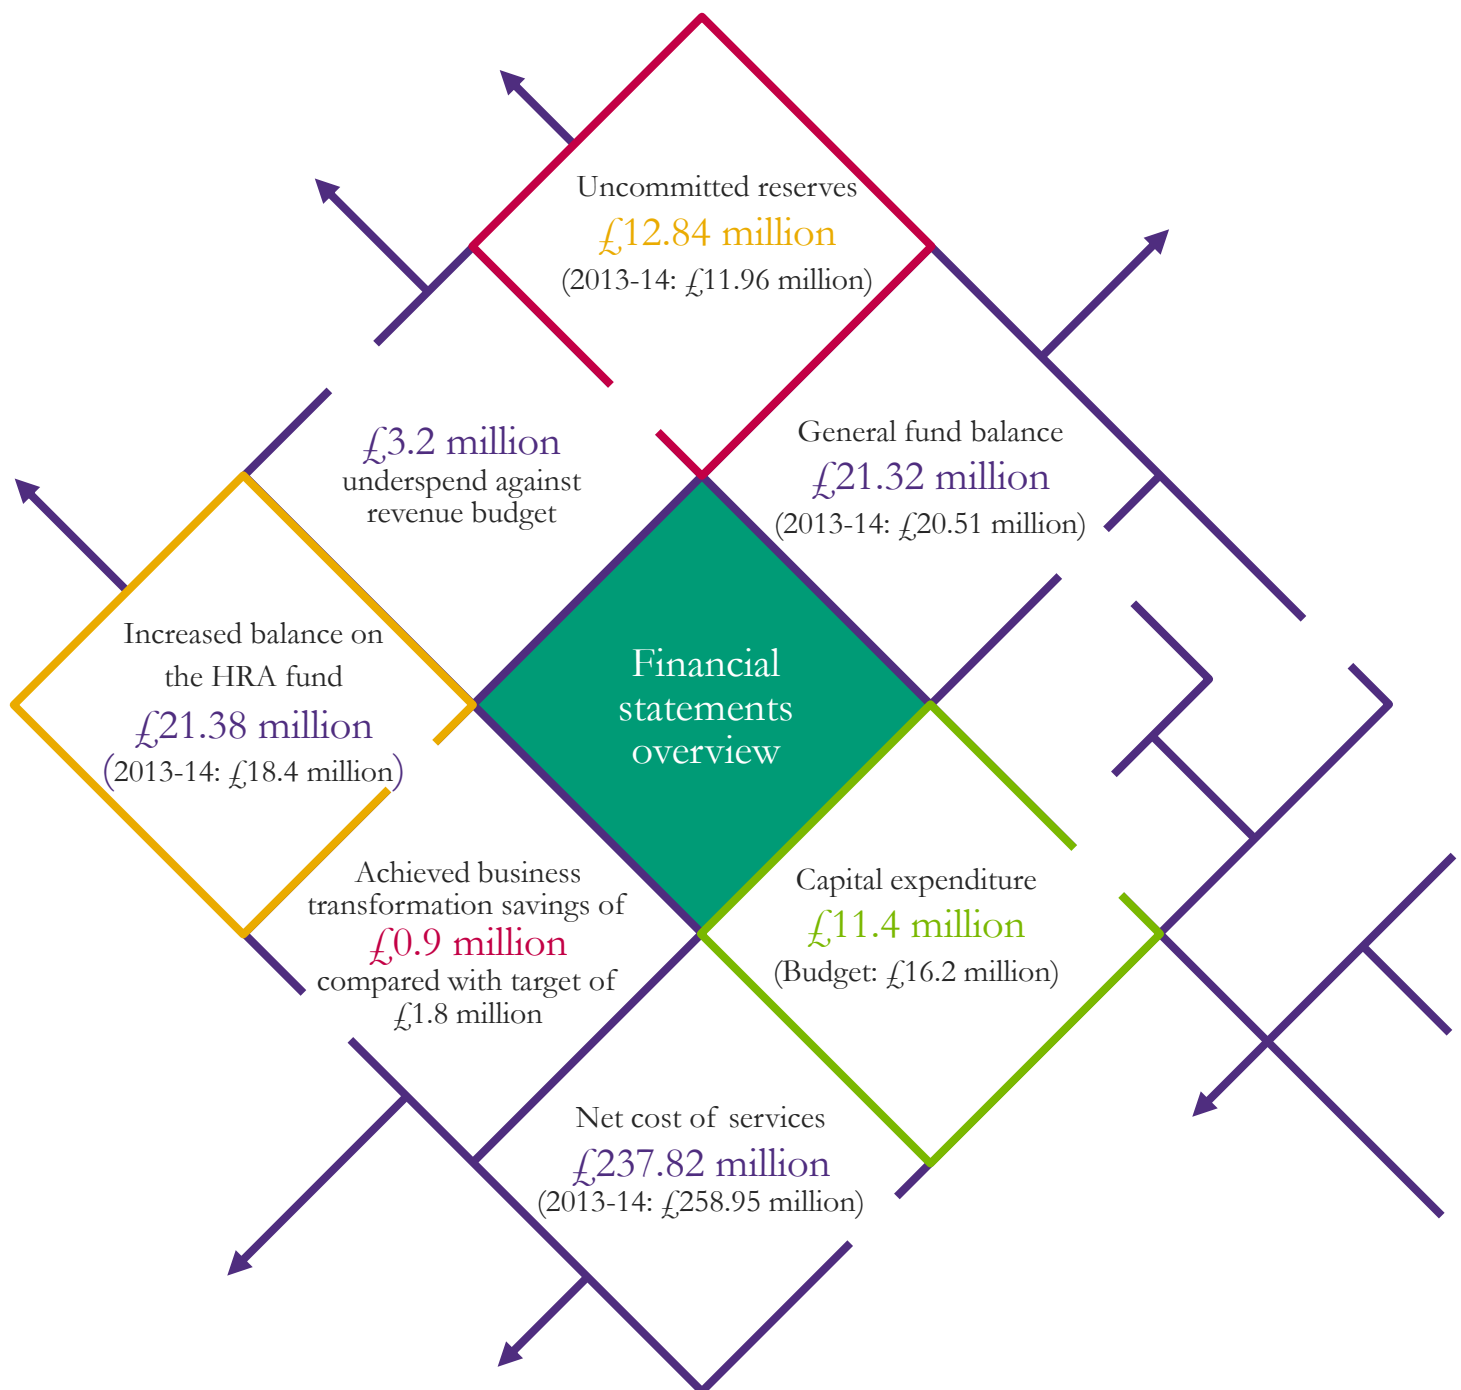 Uncommitted reserves
£12.84 million
(2013-14: £11.96 million)
£3.2 million
underspend against
revenue budget
General fund balance
£21.32 million
(2013-14: £20.51 million)
Increased balance on
the HRA fund
£21.38 million
(2013-14: £18.4 million)
Financial
statements
overview
Achieved business
transformation savings of
£0.9 million
compared with target of
£1.8 million
Capital expenditure
£11.4 million
(Budget: £16.2 million)
Net cost of services
£237.82 million
(2013-14: £258.95 million)